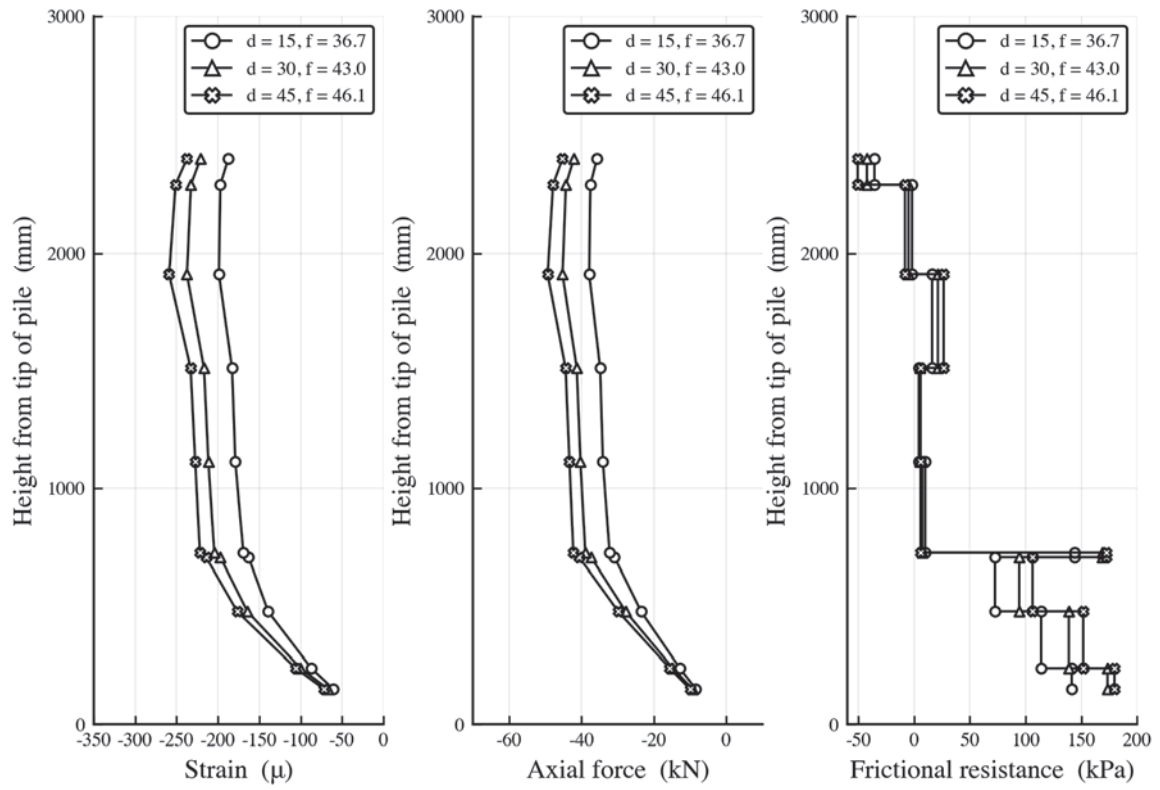 3000
2000
1000
0
-350 -300 -250 -200 -150 -100 -50 0
Height from tip of pile (mm)
Strain (μ)
d = 15, f = 36.7
d = 30, f = 43.0
d = 45, f = 46.1
3000
2000
1000
0
-60 -40 -20 0
Height from tip of pile (mm)
Axial force (kN)
d = 15, f = 36.7
d = 30, f = 43.0
d = 45, f = 46.1
3000
2000
1000
0
-50 0 50 100 150 200
Height from tip of pile (mm)
Frictional resistance (kPa)
d = 15, f = 36.7
d = 30, f = 43.0
d = 45, f = 46.1